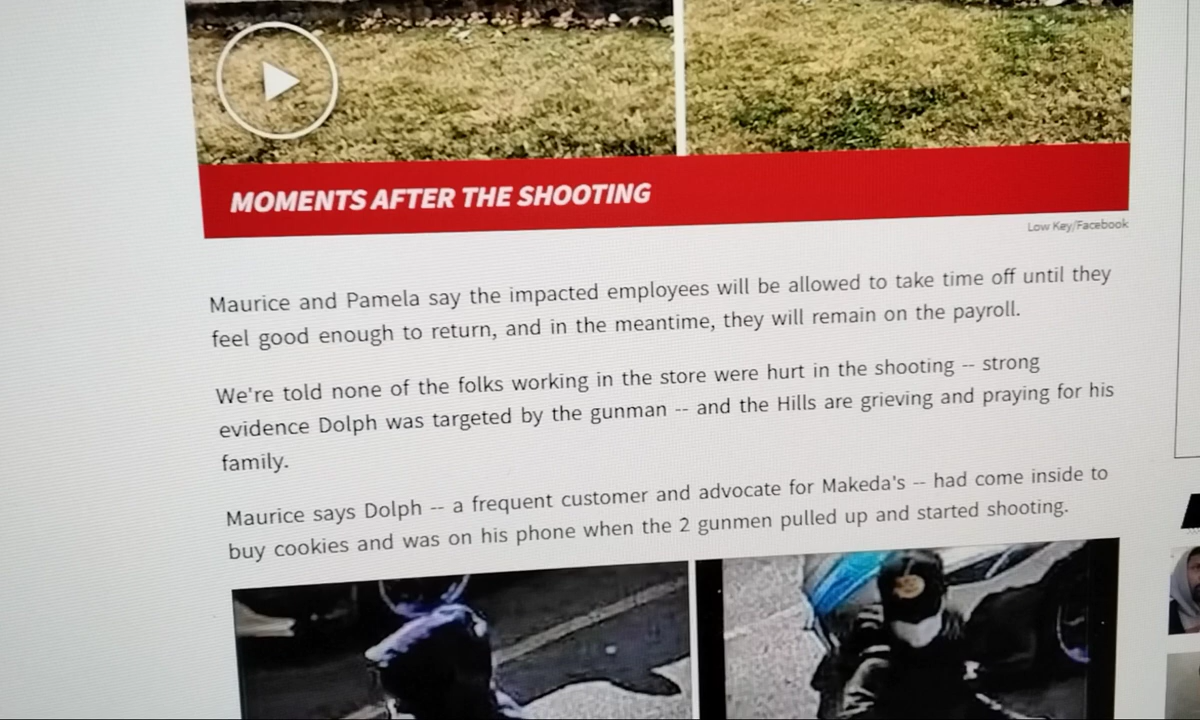 MOMENTS AFTER THE SHOOTING
Low Key/Facebook
Maurice and Pamela say the impacted employees will be allowed to take time off until they
feel good enough to return, and in the meantime, they will remain on the payroll.
We're told none of the folks working in the store were hurt in the shooting -- strong
evidence Dolph was targeted by the gunman -- and the Hills are grieving and praying for his
family.
Maurice says Dolph -- a frequent customer and advocate for Makeda's -- had come inside to
buy cookies and was on his phone when the 2 gunmen pulled up and started shooting.